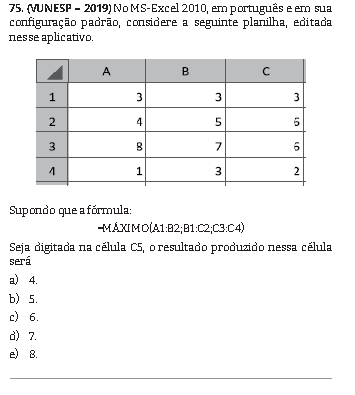 75. (VUNESP – 2019) No MS-Excel 2010, em português e em sua
configuração padrão, considere a seguinte planilha, editada
nesse aplicativo.
A B C
1 3 3 3
2 4 5 6
3 8 7 6
4 1 3 2
Supondo que a fórmula:
=MÁXIMO(A1:B2;B1:C2;C3:C4)
Seja digitada na célula C5, o resultado produzido nessa célula
será
a) 4.
b) 5.
c) 6.
d) 7.
e) 8.